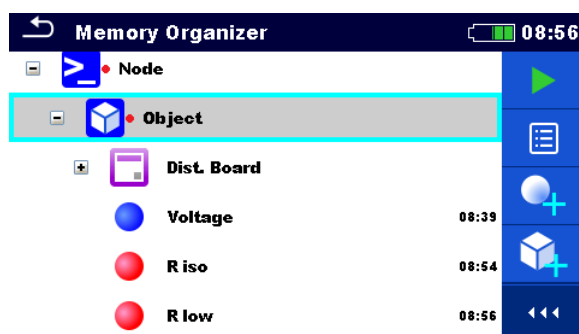 Memory Organizer 08:56
Node
Object
Dist. Board
Voltage 08:39
R iso 08:54
R low 08:56